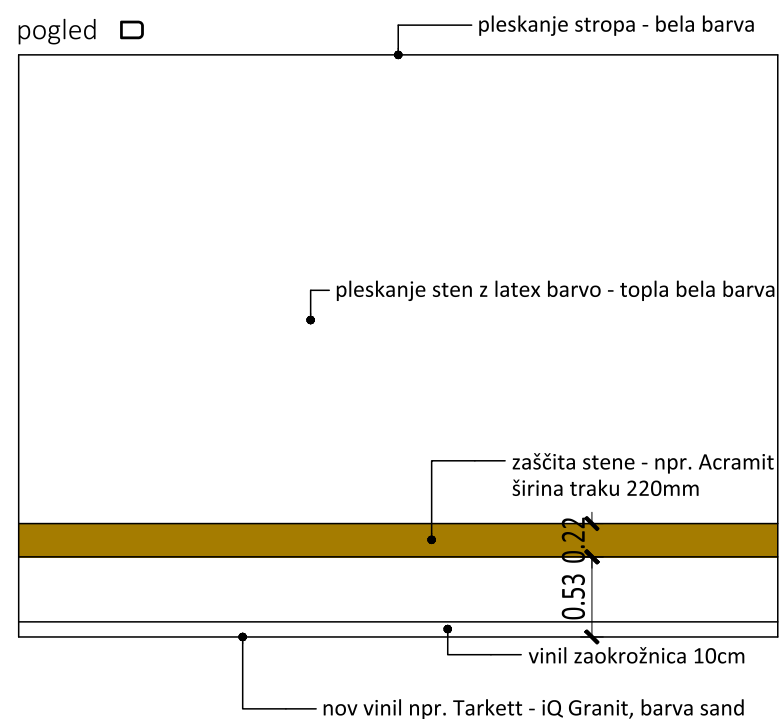 pogled
pleskanje stropa - bela barva
pleskanje sten z latex barvo - topla bela barva
zaščita stene - npr. Acramit
širina traku 220mm
0.22
0.53
vinil zaokrožnica 10cm
nov vinil npr. Tarkett - iQ Granit, barva sand